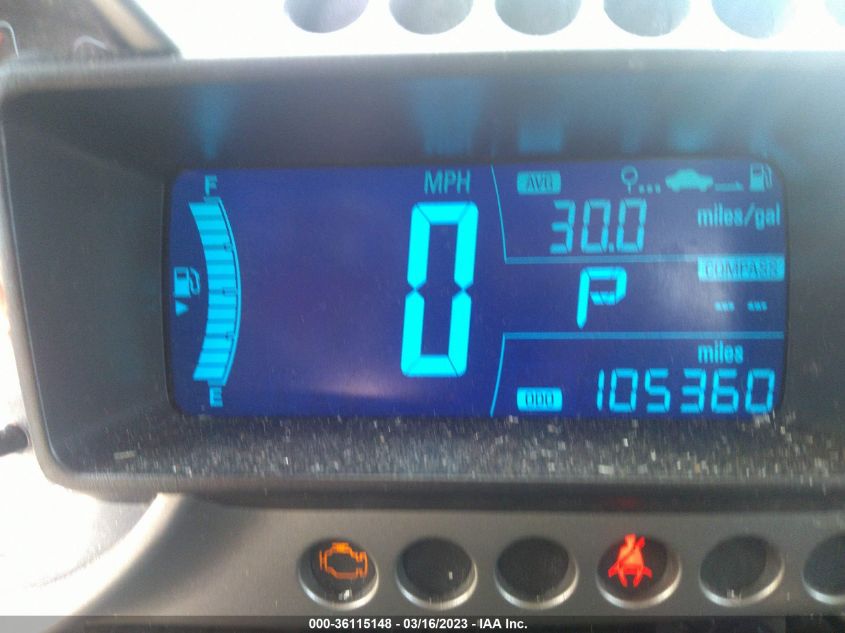 F
MPH
AVG
30.0 miles/gal
COMPASS
P -- --
0
miles
ODO 105360
E
000-36115148 - 03/16/2023 - IAA Inc.